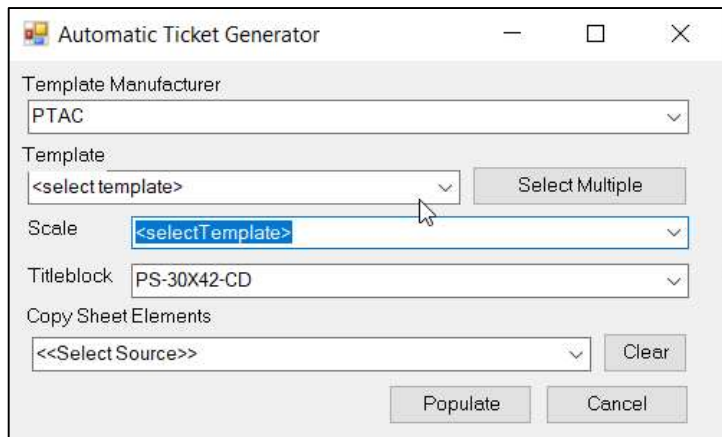 Automatic Ticket Generator
Template Manufacturer
PTAC
Template
<select template>
Select Multiple
Scale
<selectTemplate>
Titleblock
PS-30X42-CD
Copy Sheet Elements
<<Select Source>>
Clear
Populate
Cancel